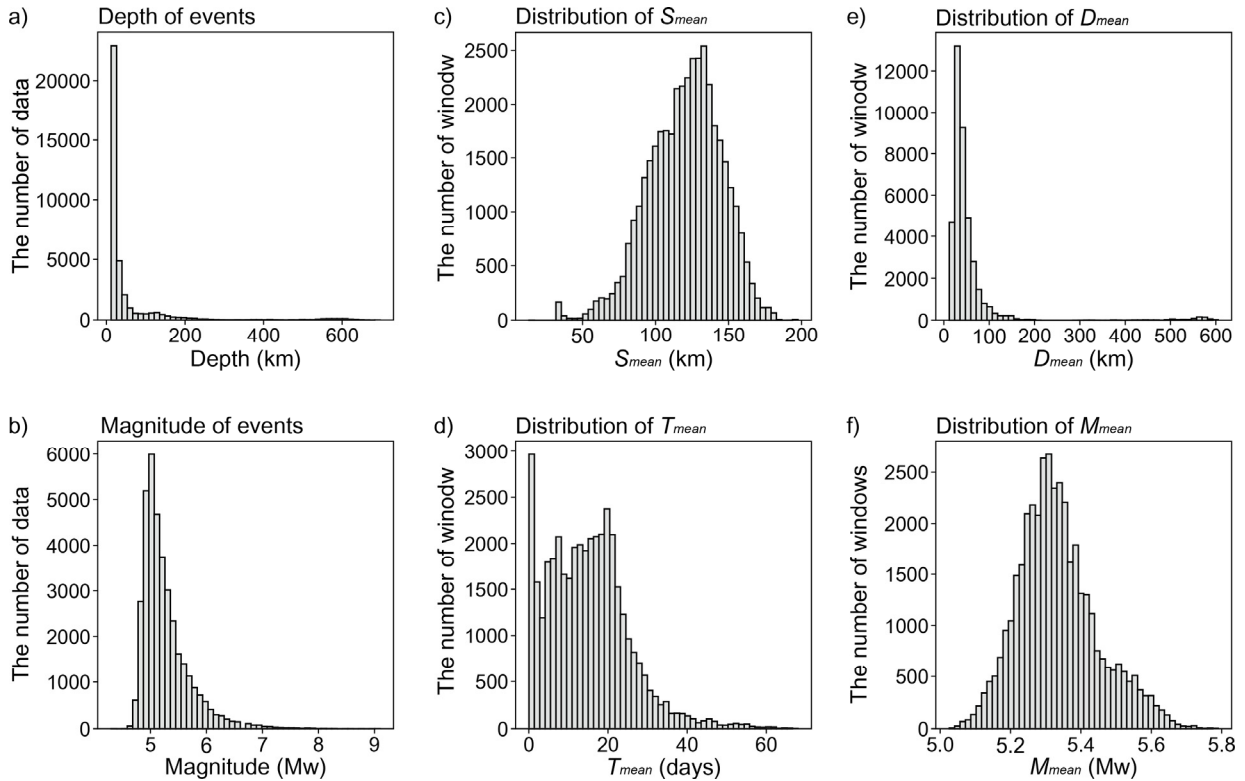 a) Depth of events
The number of data
20000
15000
10000
5000
0
0 200 400 600
Depth (km)
c) Distribution of Smean
The number of winodw
2500
2000
1500
1000
500
0
50 100 150 200
Smean (km)
e) Distribution of Dmean
The number of winodw
12000
10000
8000
6000
4000
2000
0
0 100 200 300 400 500 600
Dmean (km)
b) Magnitude of events
The number of data
6000
5000
4000
3000
2000
1000
0
5 6 7 8 9
Magnitude (Mw)
d) Distribution of Tmean
The number of winodw
3000
2500
2000
1500
1000
500
0
0 20 40 60
Tmean (days)
f) Distribution of Mmean
The number of windows
2500
2000
1500
1000
500
0
5.0 5.2 5.4 5.6 5.8
Mmean (Mw)